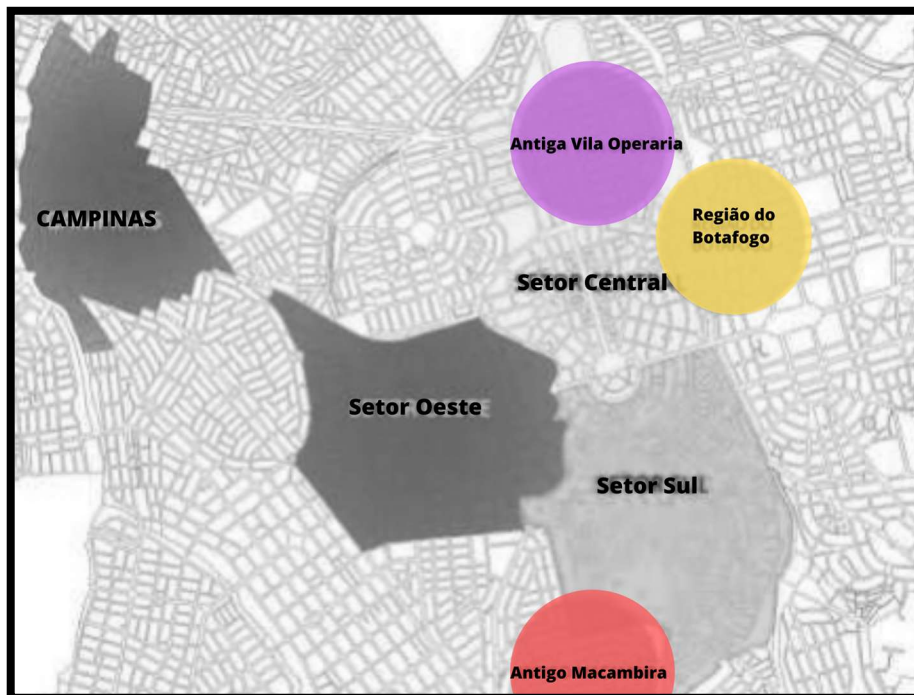 Antiga Vila Operaria
CAMPINAS
Região do
Botafogo
Setor Central
Setor Oeste
Setor Sul
Antigo Macambira